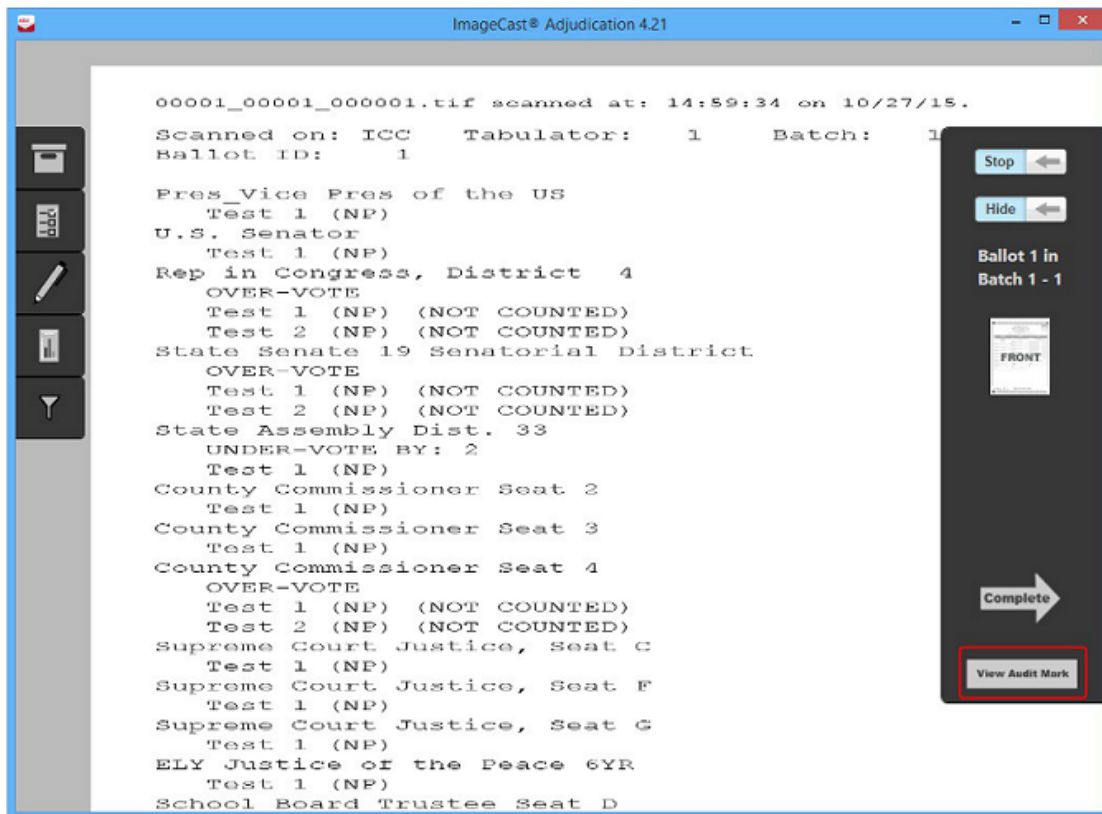 ImageCast® Adjudication 4.21
00001_00001_000001.tif scanned at: 14:59:34 on 10/27/15.
Scanned on: ICC Tabulator: 1 Batch: 1
Ballot ID: 1
Pres_Vice Pres of the US
Test 1 (NP)
U.S. Senator
Test 1 (NP)
Rep in Congress, District 4
OVER-VOTE
Test 1 (NP) (NOT COUNTED)
Test 2 (NP) (NOT COUNTED)
State Senate 19 Senatorial District
OVER-VOTE
Test 1 (NP) (NOT COUNTED)
Test 2 (NP) (NOT COUNTED)
State Assembly Dist. 33
UNDER-VOTE BY: 2
Test 1 (NP)
County Commissioner Seat 2
Test 1 (NP)
County Commissioner Seat 3
Test 1 (NP)
County Commissioner Seat 4
OVER-VOTE
Test 1 (NP) (NOT COUNTED)
Test 2 (NP) (NOT COUNTED)
Supreme Court Justice, Seat C
Test 1 (NP)
Supreme Court Justice, Seat F
Test 1 (NP)
Supreme Court Justice, Seat G
Test 1 (NP)
ELY Justice of the Peace 6YR
Test 1 (NP)
School Board Trustee Seat D
Stop
Hide
Ballot 1 in
Batch 1 - 1
FRONT
Complete
View Audit Mark